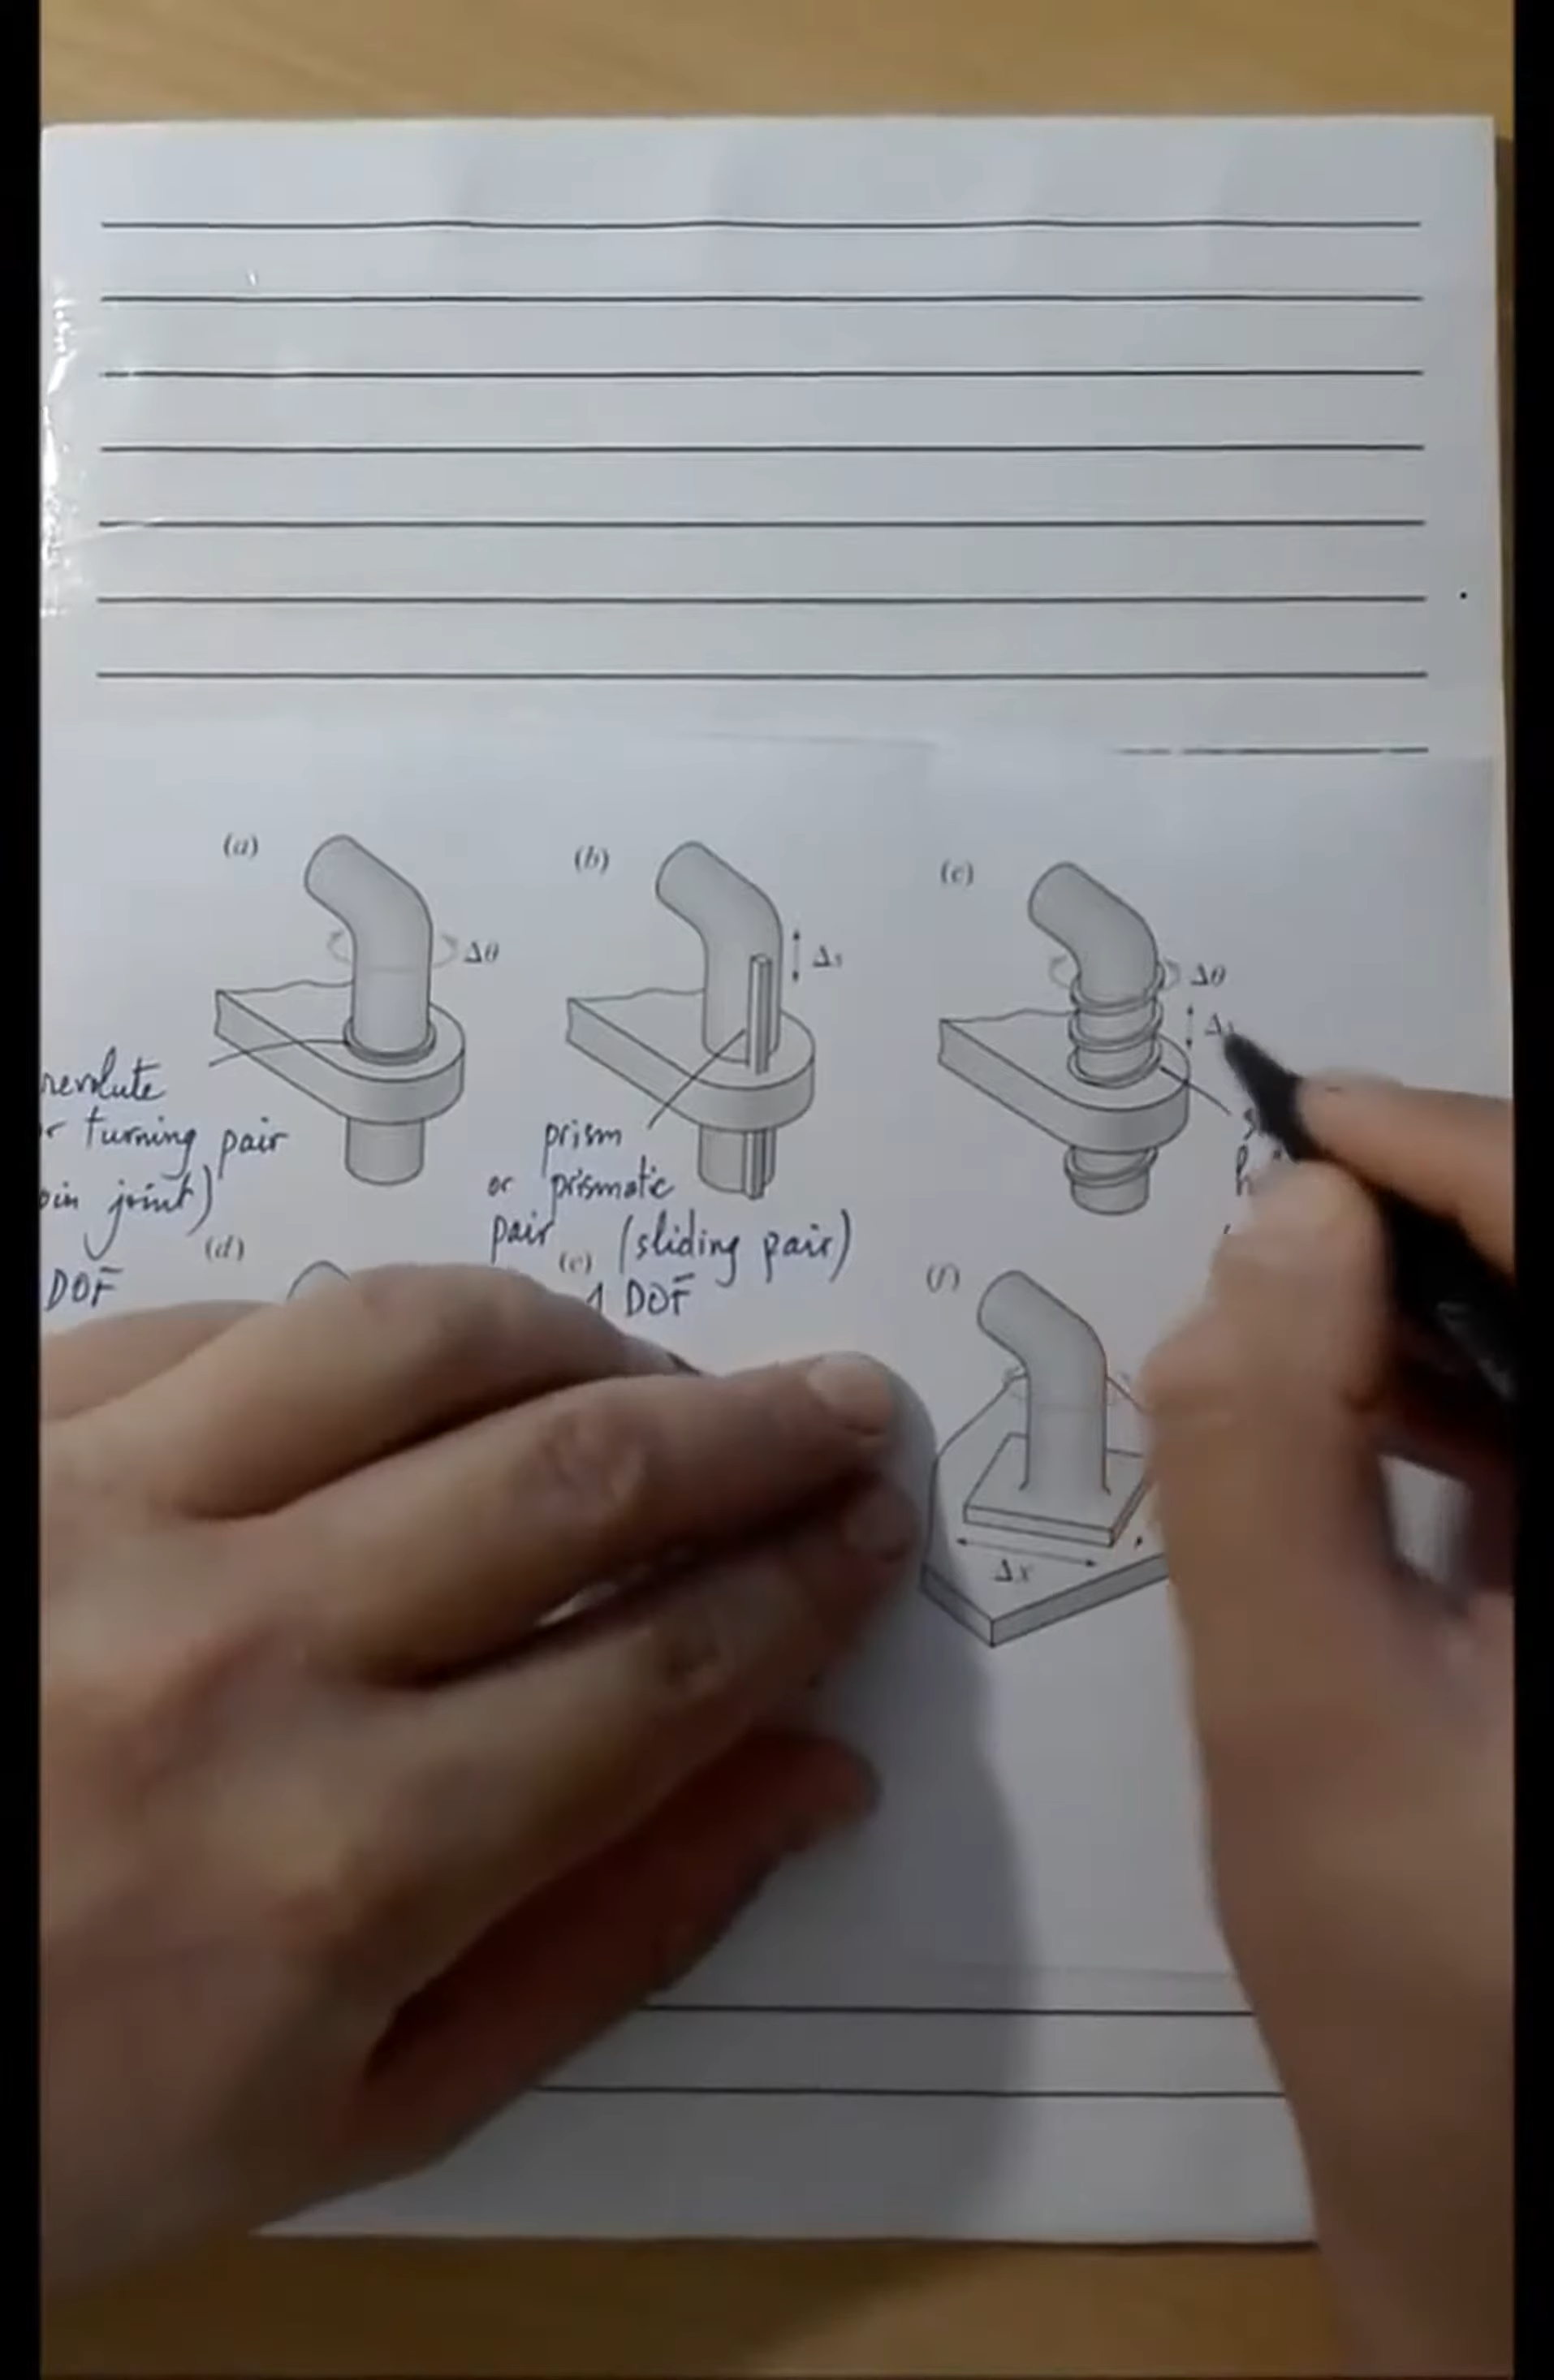 (a)
Δθ
(b)
Δs
(c)
Δθ
revolute
turning pair
joint)
prism
or prismatic
pair (sliding pair)
1 DOF
(d)
DOF
(e)
(f)
Δx